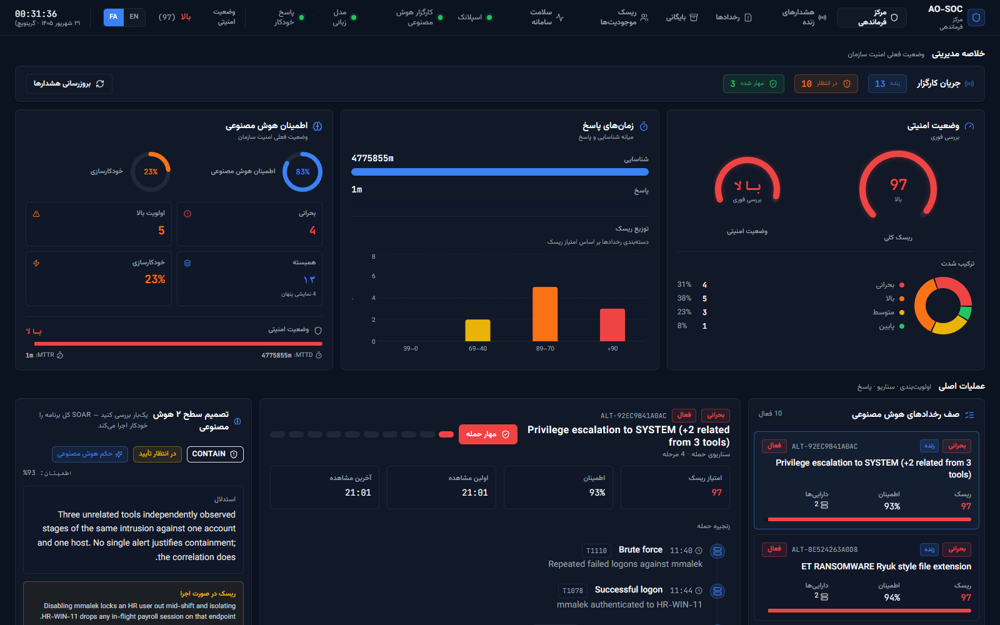 AO-SOC
مرکز
فرماندهی
مرکز
فرماندهی
هشدارهای
زنده
رخدادها
بایگانی
ریسک
موجودیت‌ها
سلامت
سامانه
اسپلانک
کارگزار هوش
مصنوعی
مدل
زبانی
پاسخ
خودکار
وضعیت
امنیتی
بالا (97)
EN
FA
00:31:36
۳۱ شهریور ۱۴۰۵ · گرینویچ)
خلاصه مدیریتی
وضعیت فعلی امنیت سازمان
جریان کارگزار
زنده 13
در انتظار 10
مهار شده 3
بروزرسانی هشدارها
وضعیت امنیتی
بررسی فوری
97
بالا
ریسک کلی
بالا
بررسی فوری
وضعیت امنیتی
ترکیب شدت
بحرانی 4 31%
بالا 5 38%
متوسط 3 23%
پایین 1 8%
زمان‌های پاسخ
میانه شناسایی و پاسخ
شناسایی 4775855m
پاسخ 1m
توزیع ریسک
دسته‌بندی رخدادها بر اساس امتیاز ریسک
8
6
4
2
0
39–0
69–40
89–70
+90
اطمینان هوش مصنوعی
وضعیت فعلی امنیت سازمان
83%
اطمینان هوش مصنوعی
23%
خودکارسازی
بحرانی
4
اولویت بالا
5
همبسته
۱۳
4 نمایشی پنهان
خودکارسازی
23%
وضعیت امنیتی
بالا
MTTD: 4775855m
MTTR: 1m
عملیات اصلی
اولویت‌بندی · سناریو · پاسخ
صف رخدادهای هوش مصنوعی
10 فعال
بحرانی
زنده
ALT-92EC9B41A0AC
فعال
Privilege escalation to SYSTEM (+2 related from 3
tools)
ریسک
97
اطمینان
93%
دارایی‌ها
2
بحرانی
زنده
ALT-BE524263A0D8
فعال
ET RANSOMWARE Ryuk style file extension
ریسک
97
اطمینان
94%
دارایی‌ها
2
بحرانی
فعال
ALT-92EC9B41A0AC
Privilege escalation to SYSTEM (+2 related
from 3 tools)
سناریوی حمله · 4 مرحله
مهار حمله
امتیاز ریسک
97
اطمینان
93%
اولین مشاهده
21:01
آخرین مشاهده
21:01
زنجیره حمله
T1110 Brute force 11:40
Repeated failed logons against mmalek
T1078 Successful logon 11:44
mmalek authenticated to HR-WIN-11
تصمیم سطح ۲ هوش
مصنوعی
یک‌بار بررسی کنید — SOAR کل برنامه را
خودکار اجرا می‌کند
CONTAIN
در انتظار تأیید
حکم هوش مصنوعی
اطمینان: 93%
استدلال
Three unrelated tools independently observed
stages of the same intrusion against one account
and one host. No single alert justifies containment;
.the correlation does
ریسک در صورت اجرا
Disabling mmalek locks an HR user out mid-shift and isolating
.HR-WIN-11 drops any in-flight payroll session on that endpoint